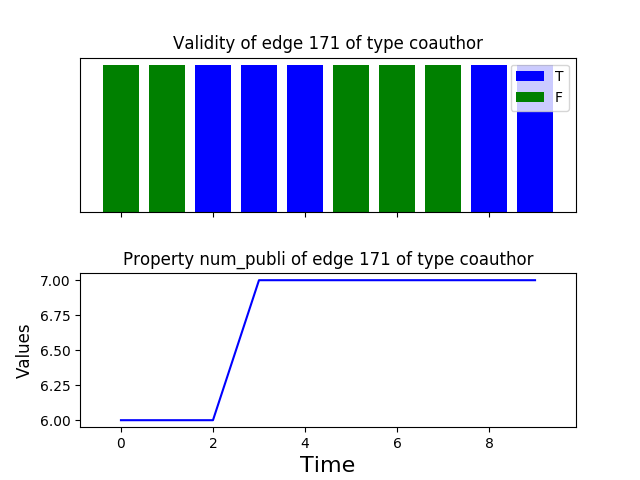 Validity of edge 171 of type coauthor
T
F
Property num_publi of edge 171 of type coauthor
7.00
6.75
6.50
6.25
6.00
Values
0 2 4 6 8
Time